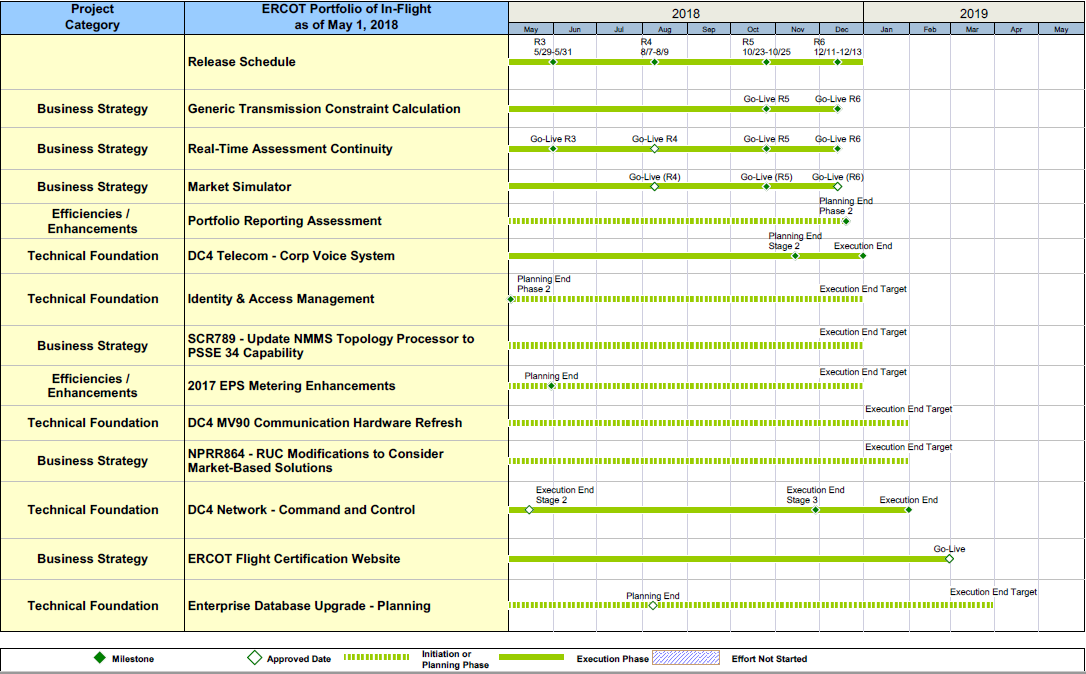 Project
Category
ERCOT Portfolio of In-Flight
as of May 1, 2018
2018
2019
May Jun Jul Aug Sep Oct Nov Dec Jan Feb Mar Apr May
Release Schedule
R3
5/29-5/31
R4
8/7-8/9
R5
10/23-10/25
R6
12/11-12/13
Business Strategy
Generic Transmission Constraint Calculation
Go-Live R5
Go-Live R6
Business Strategy
Real-Time Assessment Continuity
Go-Live R3
Go-Live R4
Go-Live R5
Go-Live R6
Business Strategy
Market Simulator
Go-Live (R4)
Go-Live (R5)
Go-Live (R6)
Efficiencies /
Enhancements
Portfolio Reporting Assessment
Planning End
Phase 2
Technical Foundation
DC4 Telecom - Corp Voice System
Planning End
Stage 2
Execution End
Technical Foundation
Identity & Access Management
Planning End
Phase 2
Execution End Target
Business Strategy
SCR789 - Update NMMS Topology Processor to
PSSE 34 Capability
Execution End Target
Efficiencies /
Enhancements
2017 EPS Metering Enhancements
Planning End
Execution End Target
Technical Foundation
DC4 MV90 Communication Hardware Refresh
Execution End Target
Business Strategy
NPRR864 - RUC Modifications to Consider
Market-Based Solutions
Execution End Target
Technical Foundation
DC4 Network - Command and Control
Execution End
Stage 2
Execution End
Stage 3
Execution End
Business Strategy
ERCOT Flight Certification Website
Go-Live
Technical Foundation
Enterprise Database Upgrade - Planning
Planning End
Execution End Target
Milestone
Approved Date
Initiation or
Planning Phase
Execution Phase
Effort Not Started